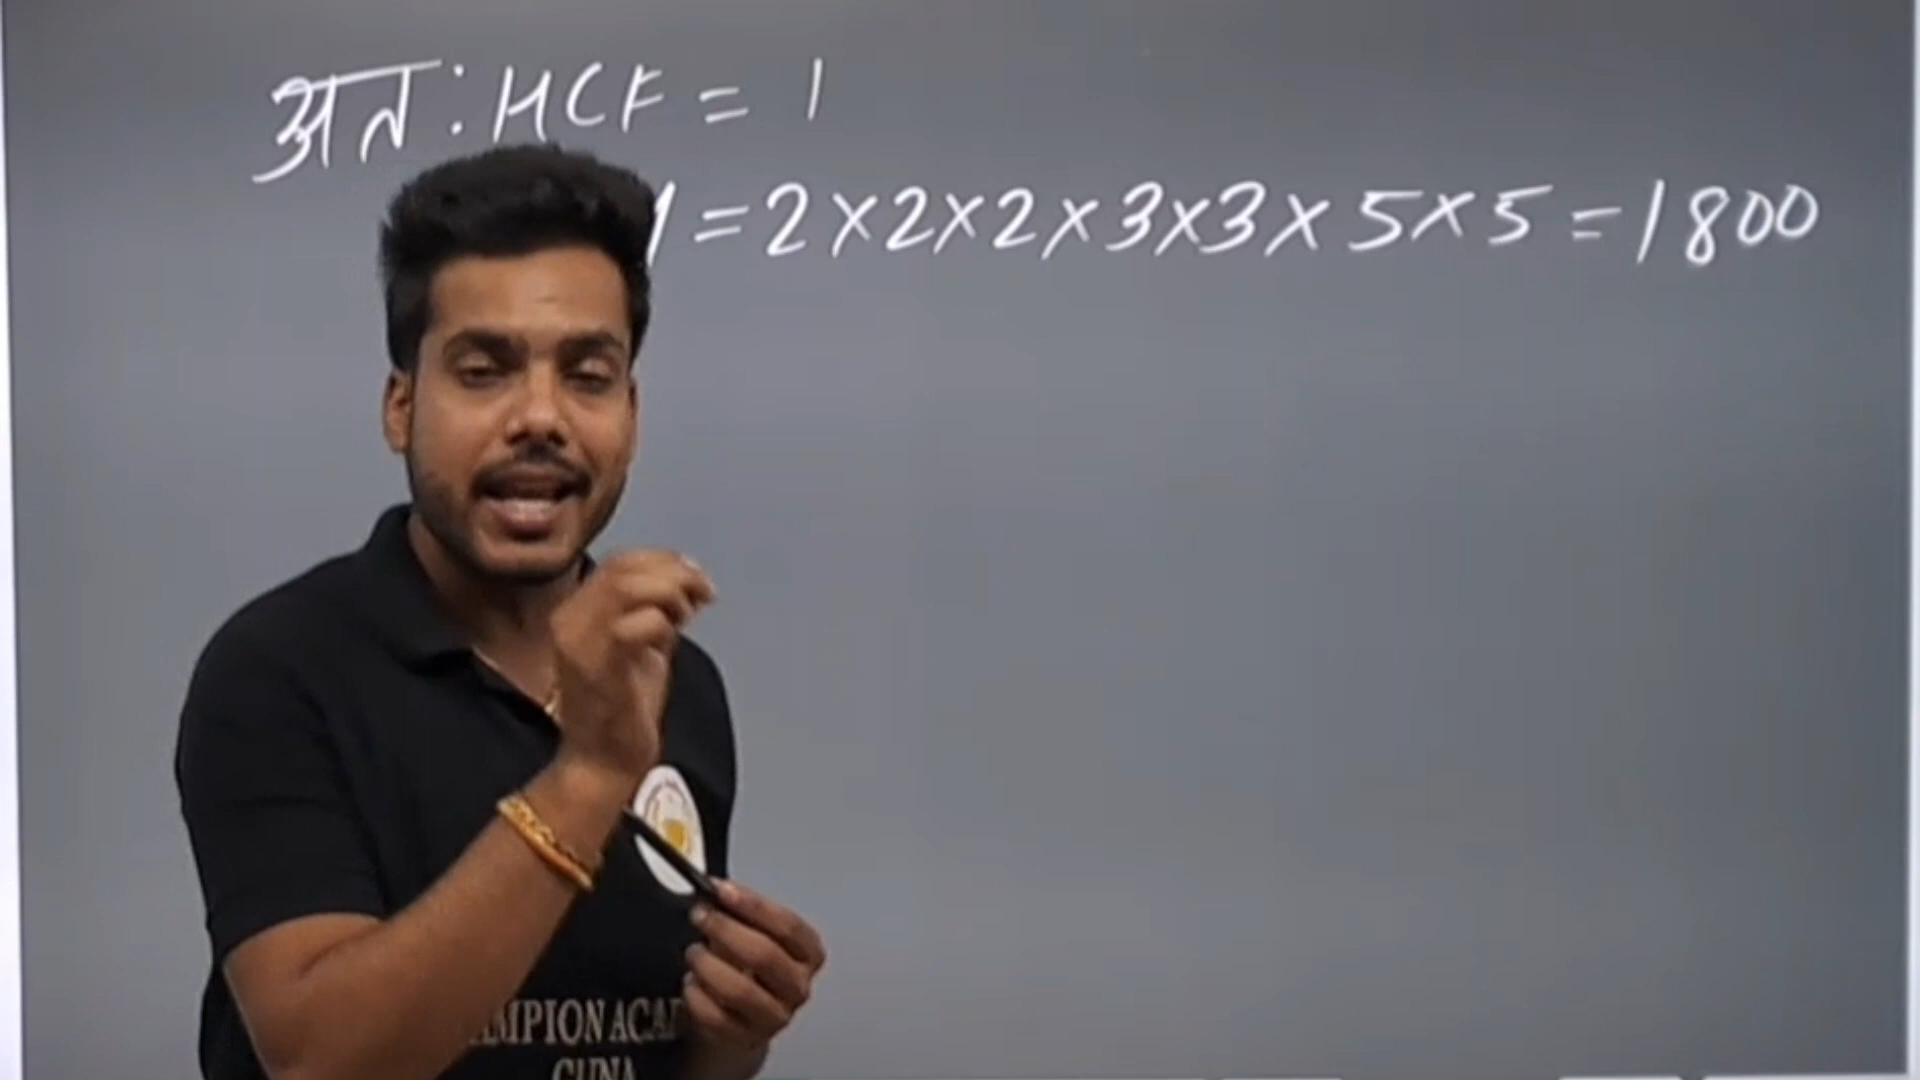 अत: HCF = 1
= 2 × 2 × 2 × 3 × 3 × 5 × 5 = 1800